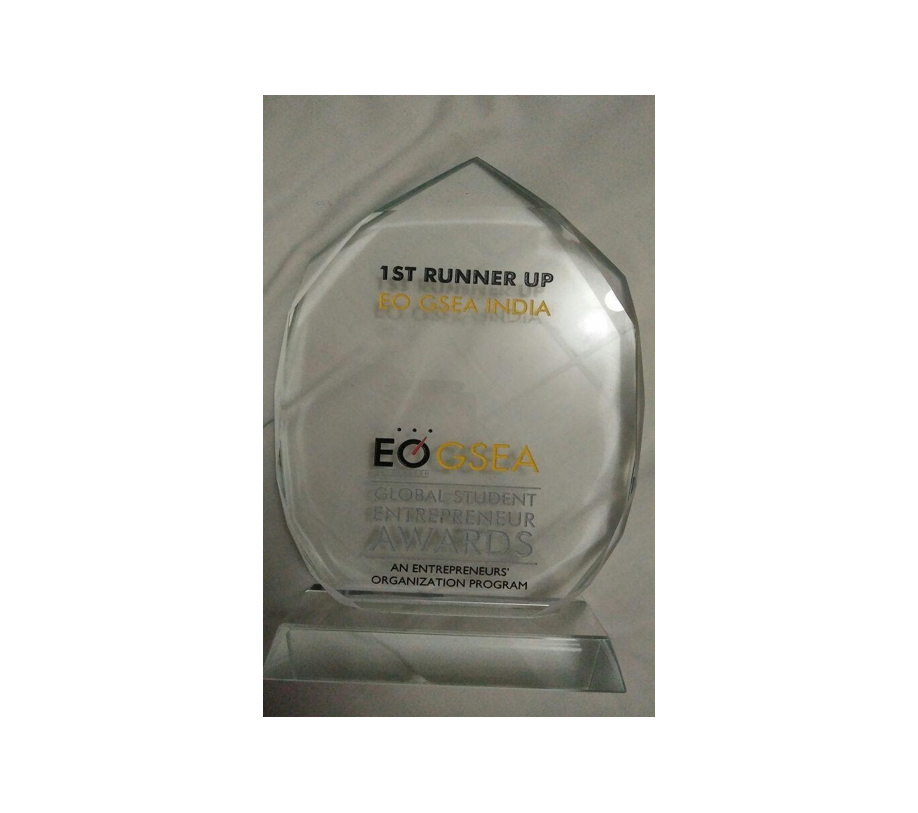 1ST RUNNER UP
EO GSEA INDIA
EO GSEA
GLOBAL STUDENT
ENTREPRENEUR
AWARDS
AN ENTREPRENEURS'
ORGANIZATION PROGRAM